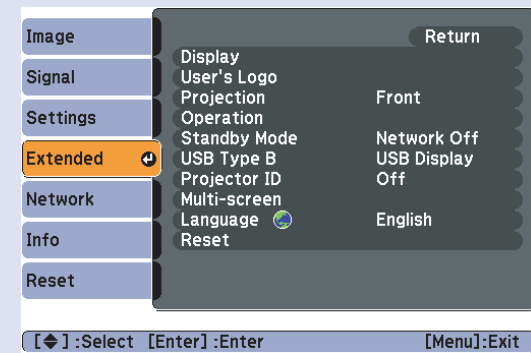 Image
Signal
Settings
Extended
Network
Info
Reset
Return
Display
User's Logo
Projection Front
Operation
Standby Mode Network Off
USB Type B USB Display
Projector ID Off
Multi-screen
Language English
Reset
[◆] :Select [Enter] :Enter [Menu]:Exit